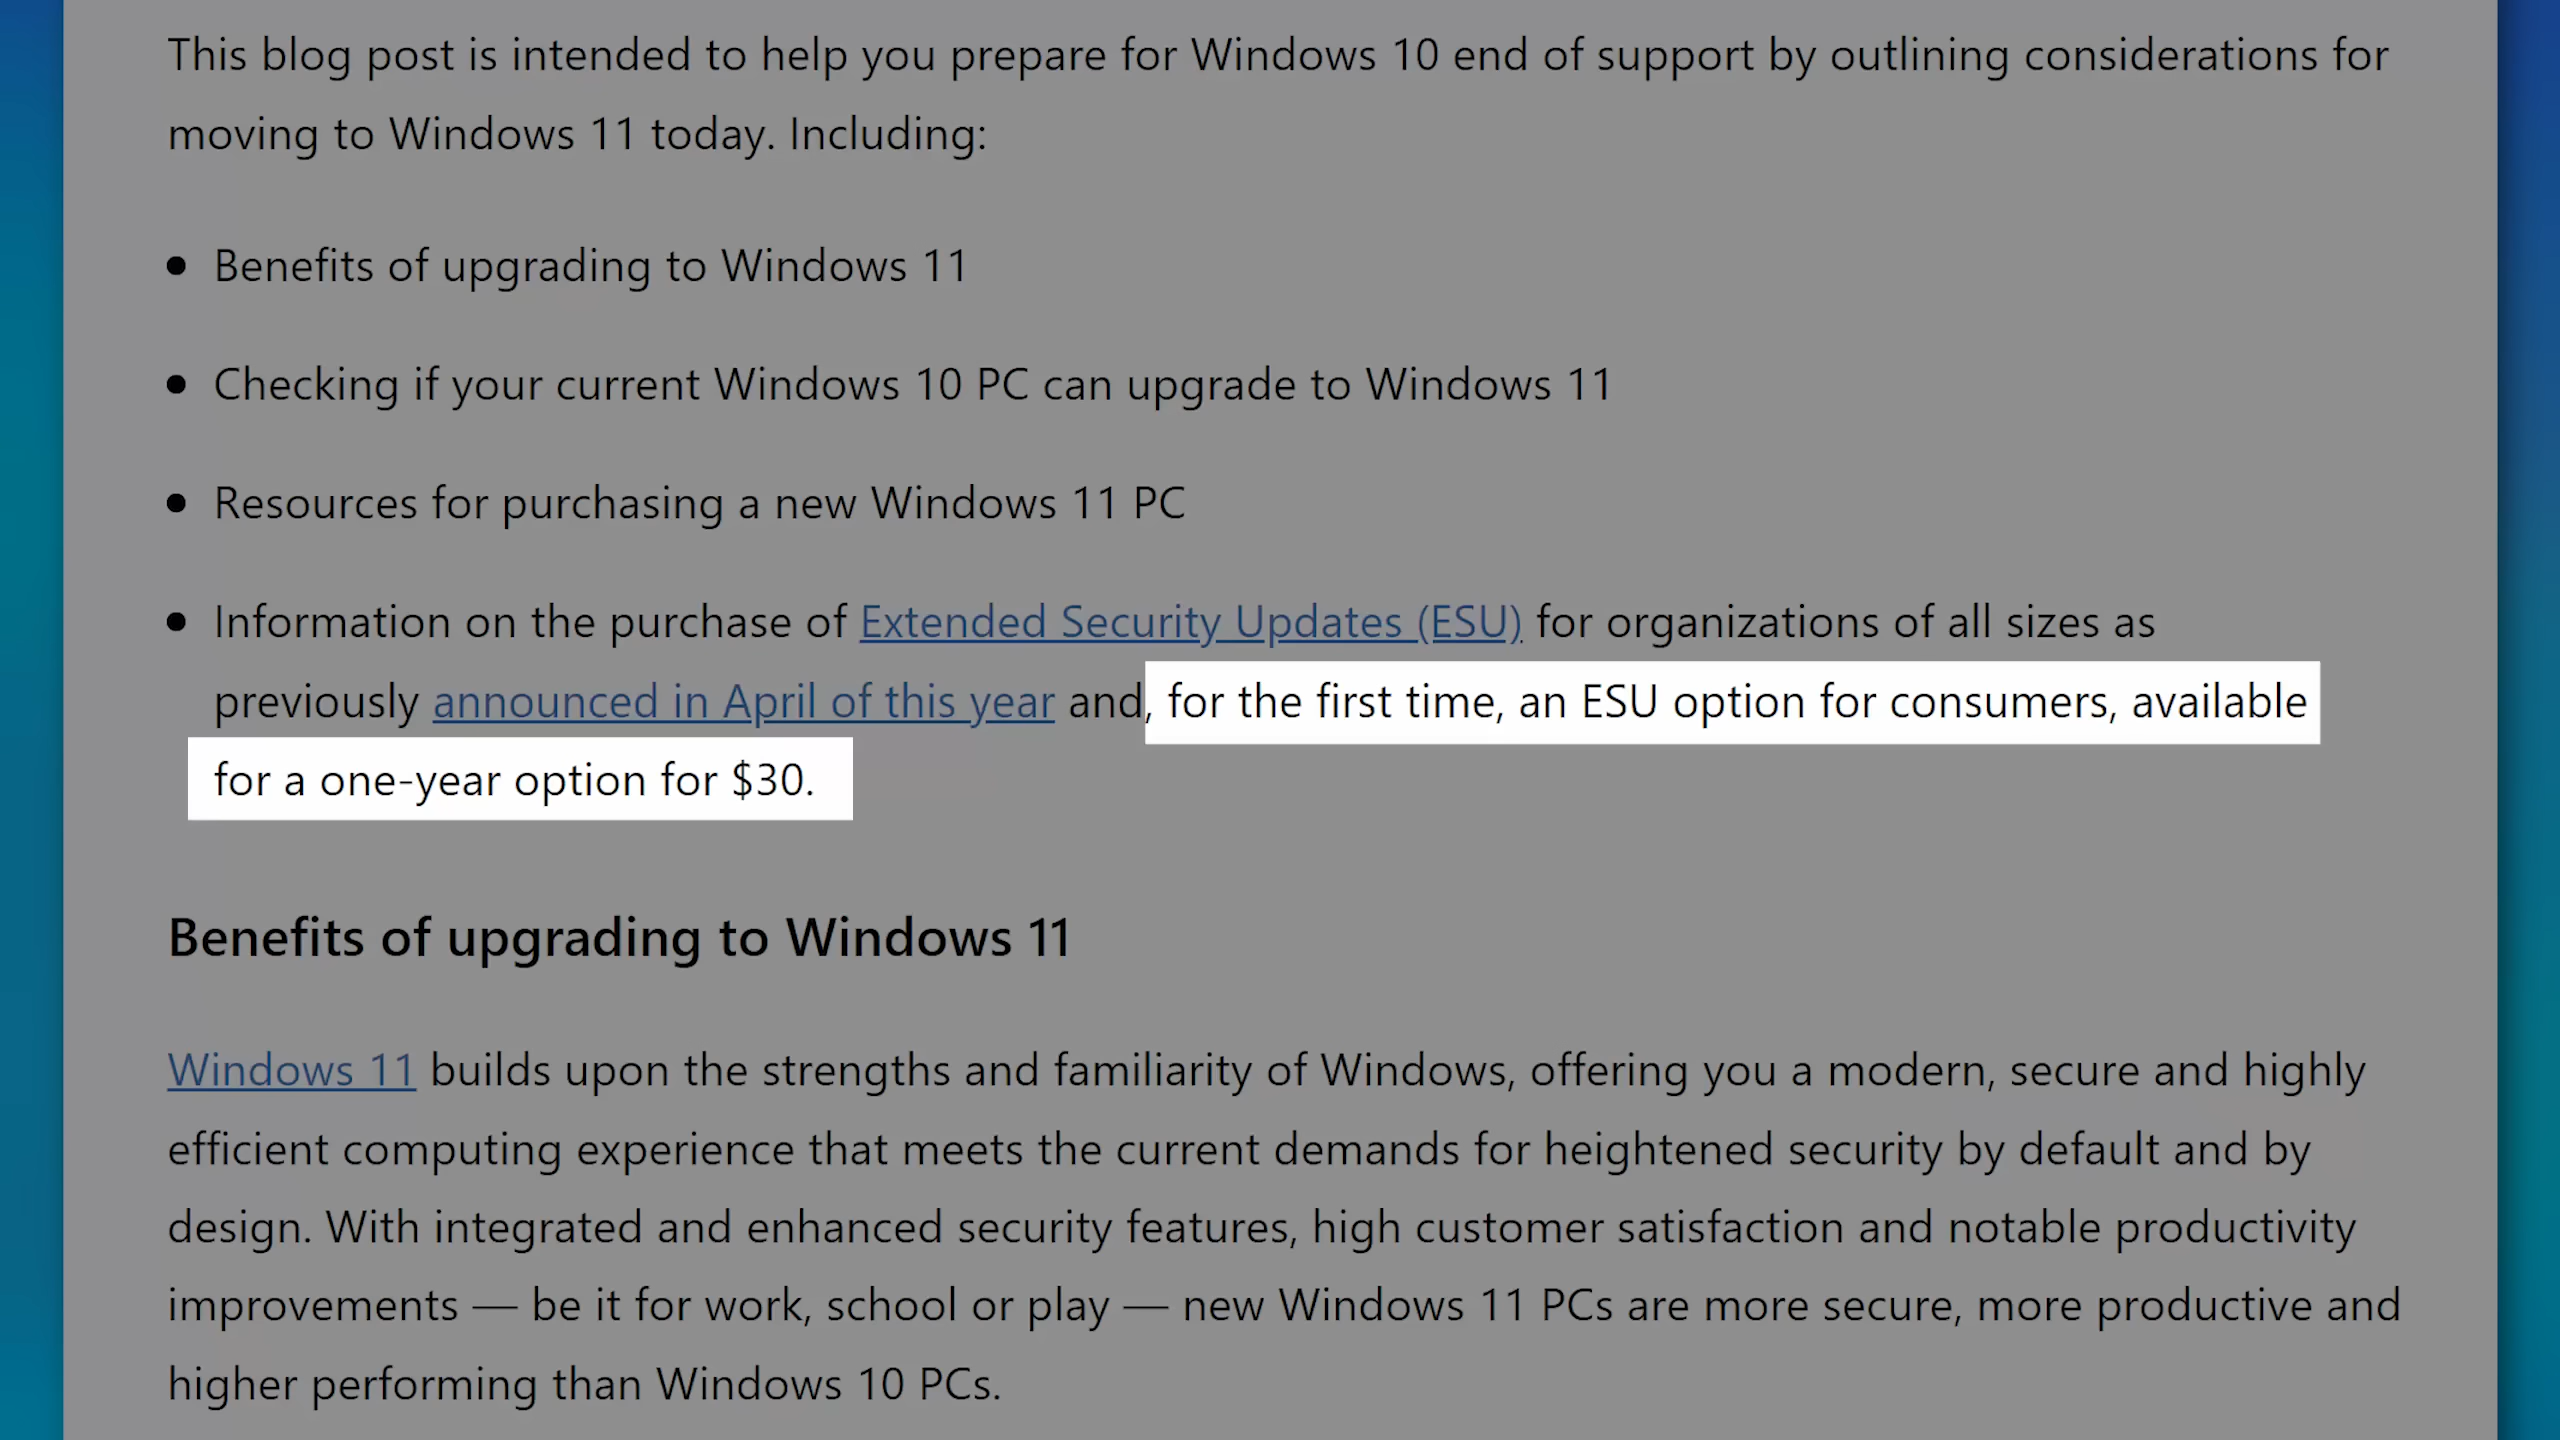 This blog post is intended to help you prepare for Windows 10 end of support by outlining considerations for
moving to Windows 11 today. Including:
• Benefits of upgrading to Windows 11
• Checking if your current Windows 10 PC can upgrade to Windows 11
• Resources for purchasing a new Windows 11 PC
• Information on the purchase of Extended Security Updates (ESU) for organizations of all sizes as
previously announced in April of this year and, for the first time, an ESU option for consumers, available
for a one-year option for $30.
Benefits of upgrading to Windows 11
Windows 11 builds upon the strengths and familiarity of Windows, offering you a modern, secure and highly
efficient computing experience that meets the current demands for heightened security by default and by
design. With integrated and enhanced security features, high customer satisfaction and notable productivity
improvements — be it for work, school or play — new Windows 11 PCs are more secure, more productive and
higher performing than Windows 10 PCs.